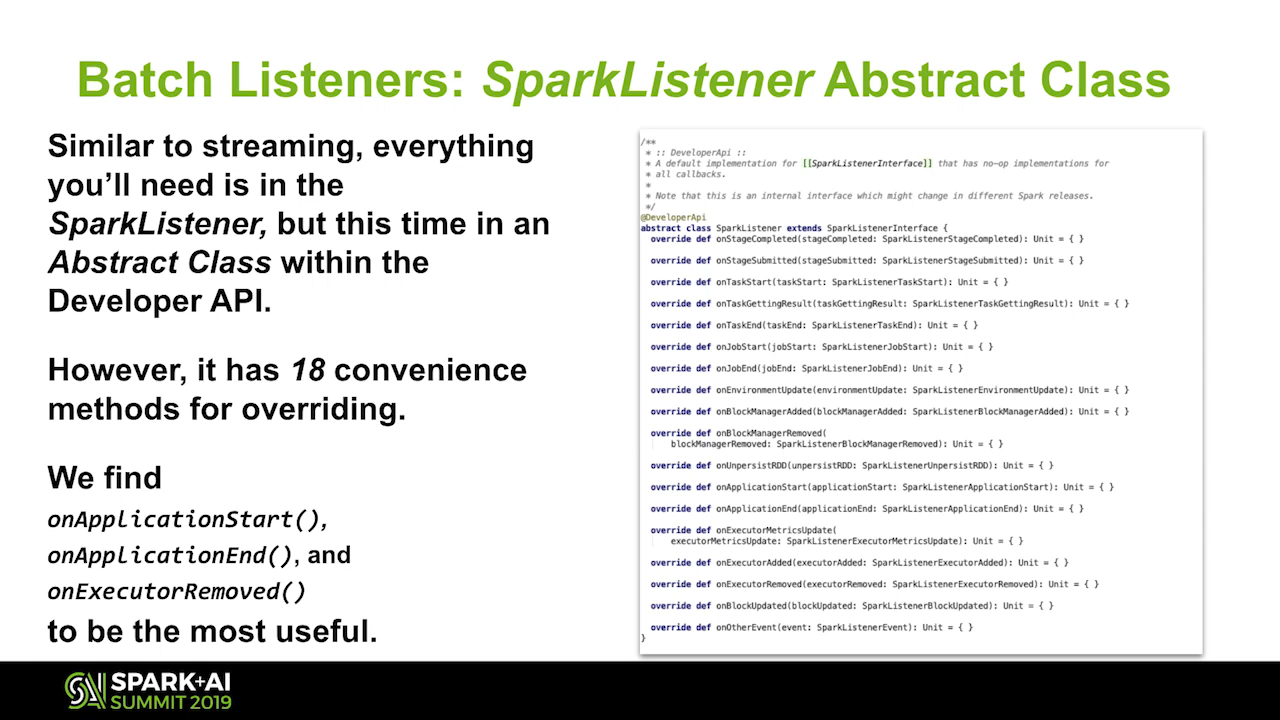 Batch Listeners: SparkListener Abstract Class
Similar to streaming, everything
you’ll need is in the
SparkListener, but this time in an
Abstract Class within the
Developer API.
However, it has 18 convenience
methods for overriding.
We find
onApplicationStart(),
onApplicationEnd(), and
onExecutorRemoved()
to be the most useful.
/**
* :: DeveloperApi ::
* A default implementation for [[SparkListenerInterface]] that has no-op implementations for
* all callbacks.
*
* Note that this is an internal interface which might change in different Spark releases.
*/
@DeveloperApi
abstract class SparkListener extends SparkListenerInterface {
override def onStageCompleted(stageCompleted: SparkListenerStageCompleted): Unit = { }
override def onStageSubmitted(stageSubmitted: SparkListenerStageSubmitted): Unit = { }
override def onTaskStart(taskStart: SparkListenerTaskStart): Unit = { }
override def onTaskGettingResult(taskGettingResult: SparkListenerTaskGettingResult): Unit = { }
override def onTaskEnd(taskEnd: SparkListenerTaskEnd): Unit = { }
override def onJobStart(jobStart: SparkListenerJobStart): Unit = { }
override def onJobEnd(jobEnd: SparkListenerJobEnd): Unit = { }
override def onEnvironmentUpdate(environmentUpdate: SparkListenerEnvironmentUpdate): Unit = { }
override def onBlockManagerAdded(blockManagerAdded: SparkListenerBlockManagerAdded): Unit = { }
override def onBlockManagerRemoved(
blockManagerRemoved: SparkListenerBlockManagerRemoved): Unit = { }
override def onUnpersistRDD(unpersistRDD: SparkListenerUnpersistRDD): Unit = { }
override def onApplicationStart(applicationStart: SparkListenerApplicationStart): Unit = { }
override def onApplicationEnd(applicationEnd: SparkListenerApplicationEnd): Unit = { }
override def onExecutorMetricsUpdate(
executorMetricsUpdate: SparkListenerExecutorMetricsUpdate): Unit = { }
override def onExecutorAdded(executorAdded: SparkListenerExecutorAdded): Unit = { }
override def onExecutorRemoved(executorRemoved: SparkListenerExecutorRemoved): Unit = { }
override def onBlockUpdated(blockUpdated: SparkListenerBlockUpdated): Unit = { }
override def onOtherEvent(event: SparkListenerEvent): Unit = { }
}
SPARK+AI
SUMMIT 2019